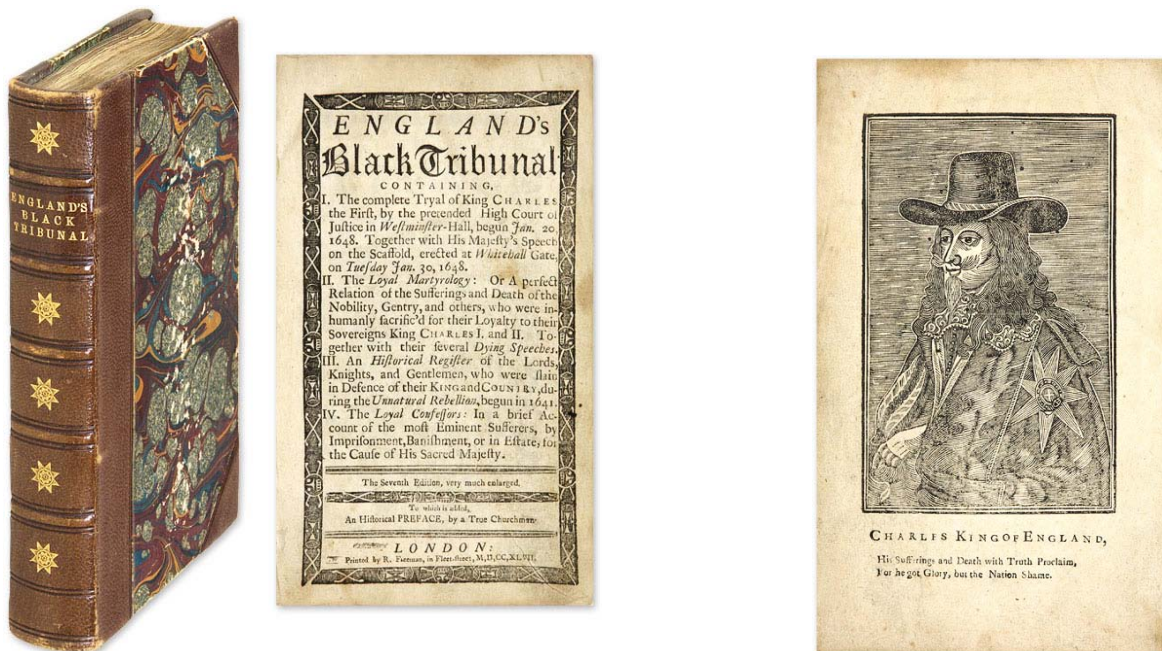 ENGLAND'S
BLACK
TRIBUNAL
ENGLAND's
Black Tribunal
CONTAINING,
I. The complete Tryal of King CHARLES
the First, by the pretended High Court of
Justice in Westminster-Hall, begun Jan. 20,
1648. Together with His Majesty's Speech
on the Scaffold, erected at Whitehall Gate,
on Tuesday Jan. 30, 1648.
II. The Loyal Martyrology: Or A perfect
Relation of the Sufferings and Death of the
Nobility, Gentry, and others, who were in-
humanly sacrific'd for their Loyalty to their
Sovereigns King CHARLES I. and II. To-
gether with their several Dying Speeches.
III. An Historical Register of the Lords,
Knights, and Gentlemen, who were slain
in Defence of their KING and COUNTRY, du-
ring the Unnatural Rebellion, begun in 1641.
IV. The Loyal Confessors: In a brief Ac-
count of the most Eminent Sufferers, by
Imprisonment, Banishment, or in Estate, for
the Cause of His Sacred Majesty.
The Seventh Edition, very much enlarged.
To which is added,
An Historical PREFACE, by a True Churchman.
LONDON:
Printed by R. Freeman, in Fleet-street, M,D,CC,XLVII.
CHARLES KING OF ENGLAND,
His Sufferings and Death with Truth Proclaim,
For he got Glory, but the Nation Shame.